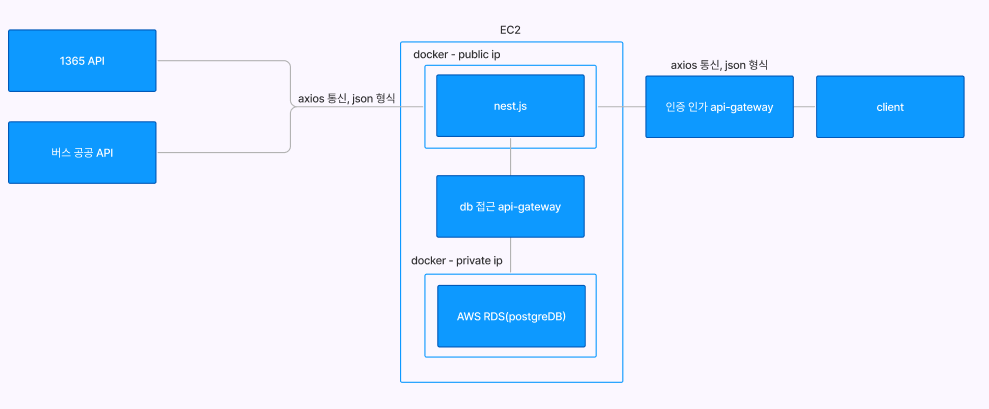 EC2
1365 API
docker - public ip
axios 통신, json 형식
nest.js
axios 통신, json 형식
인증 인가 api-gateway
client
버스 공공 API
db 접근 api-gateway
docker - private ip
AWS RDS(postgreDB)